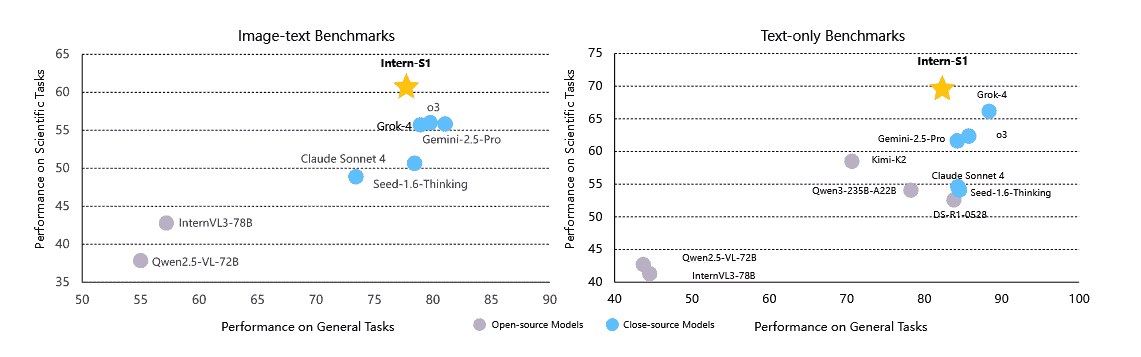 Image-text Benchmarks
Performance on Scientific Tasks
65
60
55
50
45
40
35
Intern-S1
o3
Grok-4
Gemini-2.5-Pro
Claude Sonnet 4
Seed-1.6-Thinking
InternVL3-78B
Qwen2.5-VL-72B
50 55 60 65 70 75 80 85 90
Performance on General Tasks
Text-only Benchmarks
Performance on Scientific Tasks
75
70
65
60
55
50
45
40
Intern-S1
Grok-4
o3
Gemini-2.5-Pro
Kimi-K2
Claude Sonnet 4
Qwen3-235B-A22B
Seed-1.6-Thinking
DS-R1-0528
Qwen2.5-VL-72B
InternVL3-78B
40 50 60 70 80 90 100
Performance on General Tasks
Open-source Models
Close-source Models